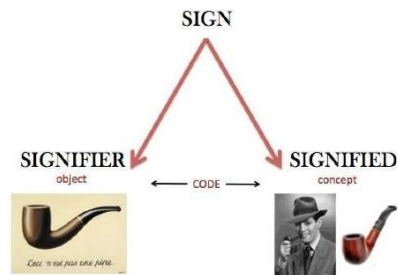 SIGN
SIGNIFIER
object
CODE
SIGNIFIED
concept
Ceci n'est pas une pipe.